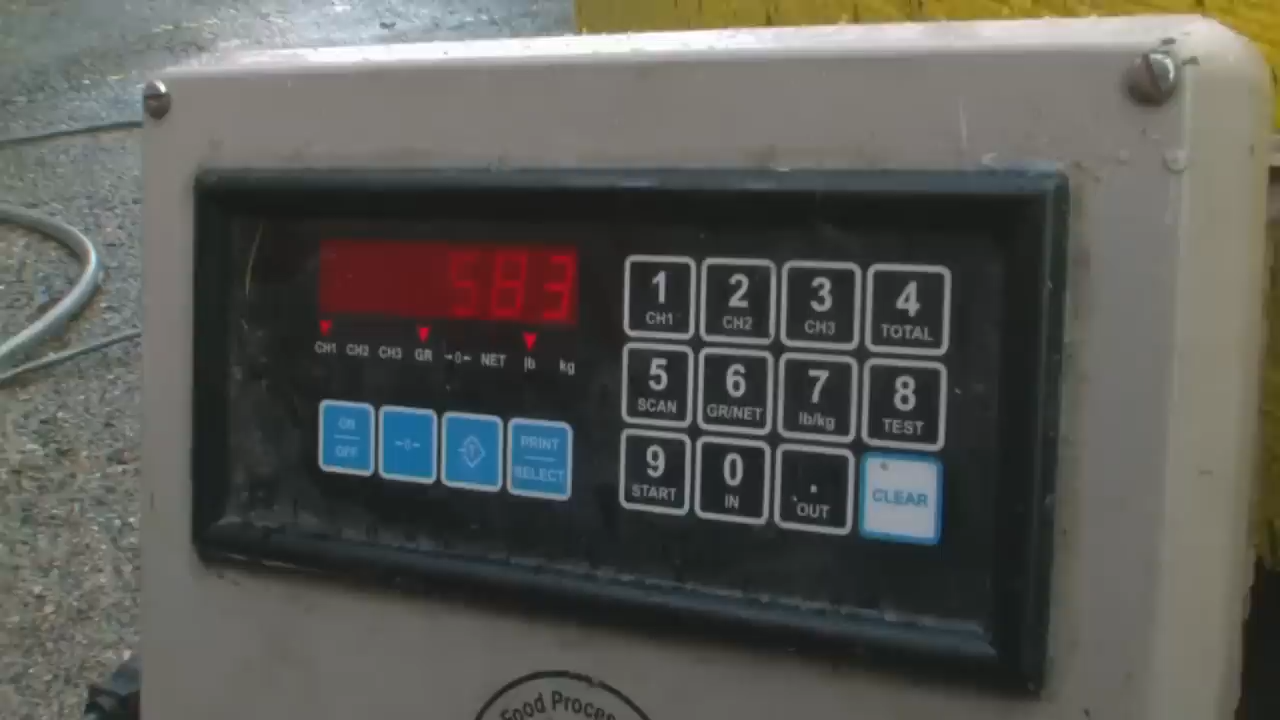 583
CH1 CH2 CH3 GR →0← NET lb kg
ON
OFF
→0←
PRINT
SELECT
1
CH1
2
CH2
3
CH3
4
TOTAL
5
SCAN
6
GR/NET
7
lb/kg
8
TEST
9
START
0
IN
.
OUT
CLEAR
Food Proces